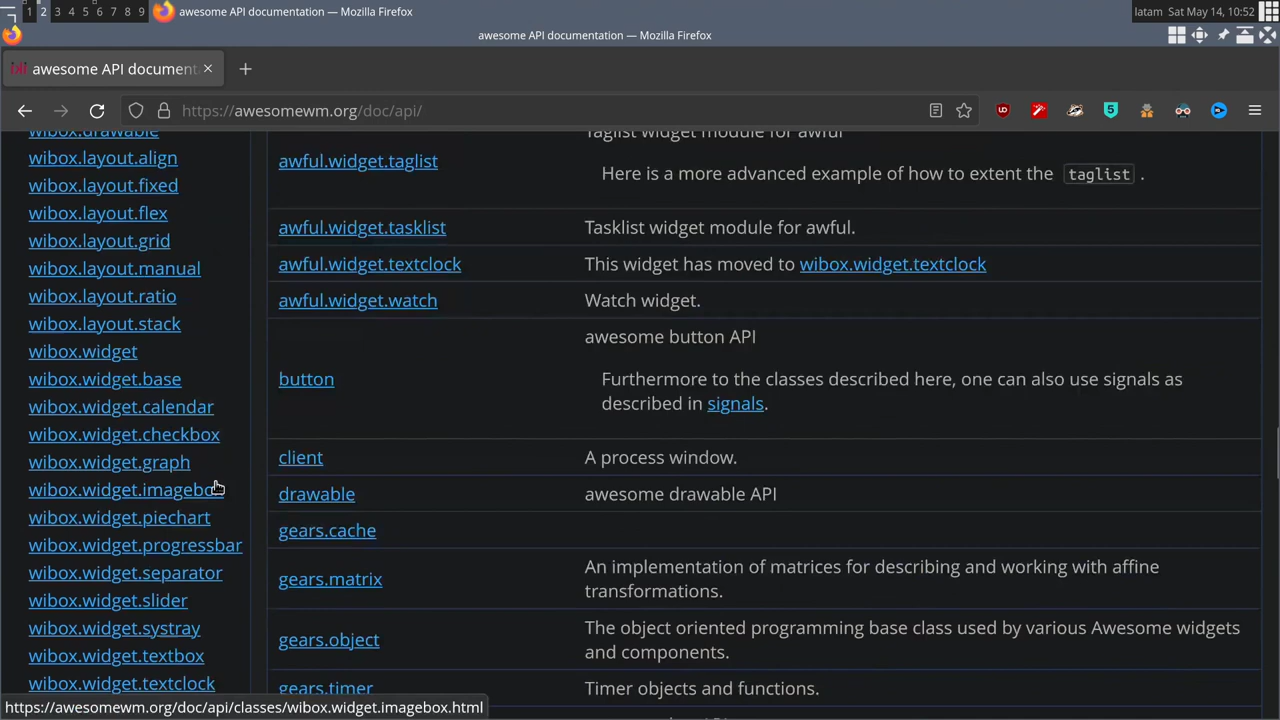 1 2 3 4 5 6 7 8 9 awesome API documentation — Mozilla Firefox latam Sat May 14, 10:52
awesome API documentation — Mozilla Firefox
awesome API document
https://awesomewm.org/doc/api/
wibox.drawable
wibox.layout.align
wibox.layout.fixed
wibox.layout.flex
wibox.layout.grid
wibox.layout.manual
wibox.layout.ratio
wibox.layout.stack
wibox.widget
wibox.widget.base
wibox.widget.calendar
wibox.widget.checkbox
wibox.widget.graph
wibox.widget.imagebox
wibox.widget.piechart
wibox.widget.progressbar
wibox.widget.separator
wibox.widget.slider
wibox.widget.systray
wibox.widget.textbox
wibox.widget.textclock
Taglist widget module for awful
awful.widget.taglist
Here is a more advanced example of how to extent the taglist .
awful.widget.tasklist Tasklist widget module for awful.
awful.widget.textclock This widget has moved to wibox.widget.textclock
awful.widget.watch Watch widget.
awesome button API
button Furthermore to the classes described here, one can also use signals as
described in signals.
client A process window.
drawable awesome drawable API
gears.cache
gears.matrix An implementation of matrices for describing and working with affine
transformations.
gears.object The object oriented programming base class used by various Awesome widgets
and components.
gears.timer Timer objects and functions.
https://awesomewm.org/doc/api/classes/wibox.widget.imagebox.html